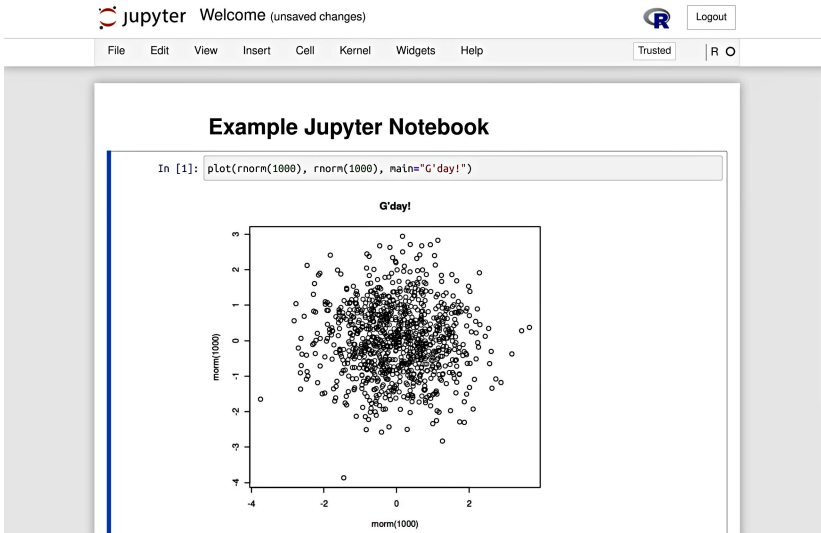 jupyter Welcome (unsaved changes) R Logout
File Edit View Insert Cell Kernel Widgets Help Trusted R
Example Jupyter Notebook
In [1]: plot(rnorm(1000), rnorm(1000), main="G'day!")
G'day!
3
2
1
0
-1
-2
-3
-4
rnorm(1000)
-4 -2 0 2
rnorm(1000)